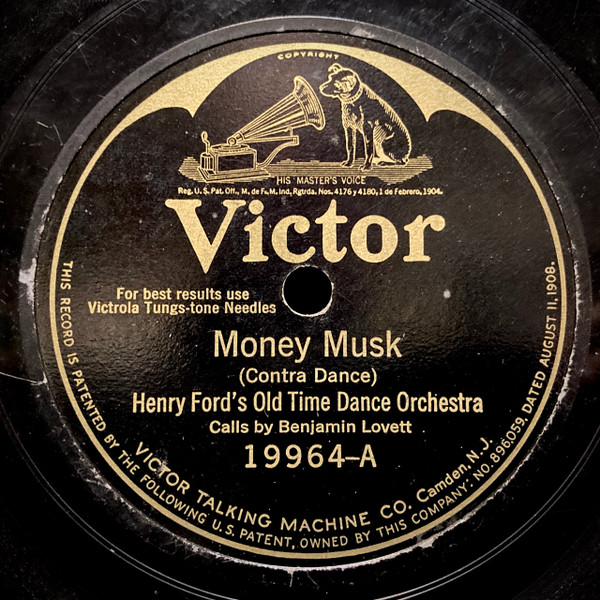 COPYRIGHT
HIS MASTER'S VOICE
Reg. U.S. Pat. Off., M. de F. M. Ind. Rgtrda. Nos. 4176 y 4180, 1 de Febrero, 1904.
Victor
For best results use
Victrola Tungs-tone Needles
Money Musk
(Contra Dance)
Henry Ford's Old Time Dance Orchestra
Calls by Benjamin Lovett
19964-A
VICTOR TALKING MACHINE CO. Camden, N.J.
THIS RECORD IS PATENTED BY THE FOLLOWING U.S. PATENT, OWNED BY THIS COMPANY: NO. 896059, DATED AUGUST 11, 1908.